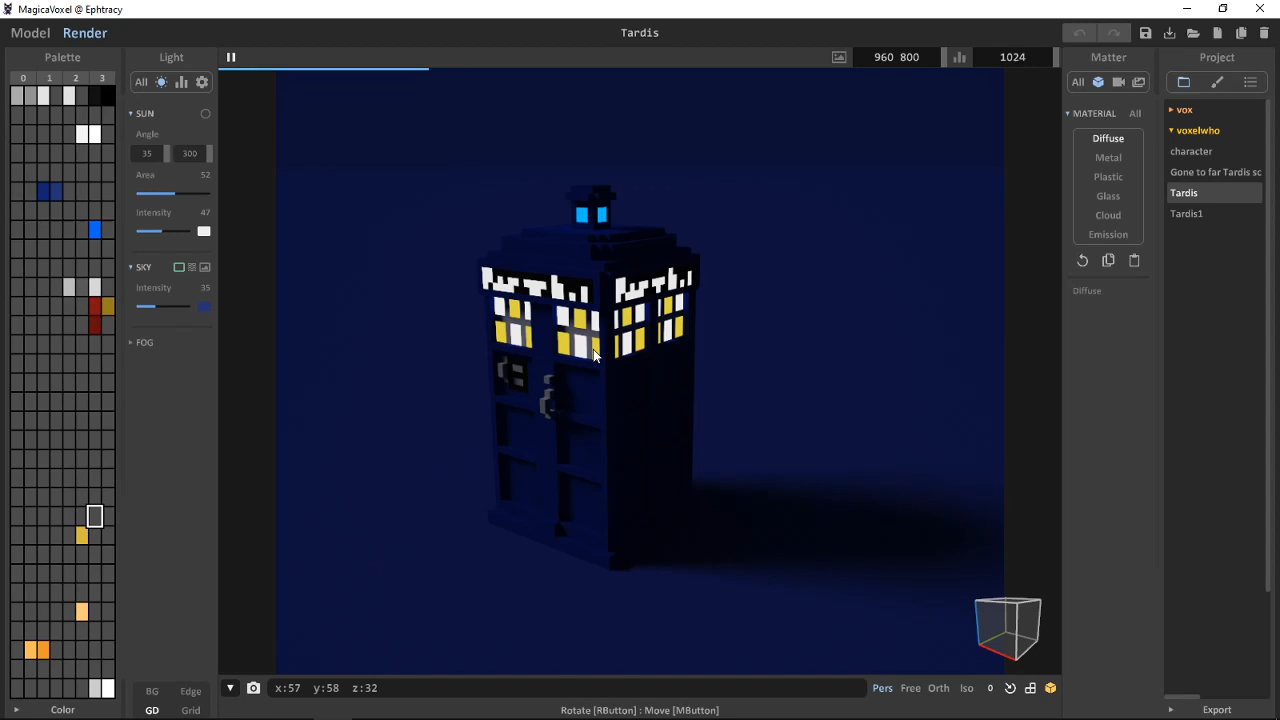 MagicaVoxel @ Ephtracy
Model Render
Tardis
Palette
0 1 2 3
Color
Light
All
SUN
Angle
35 300
Area 52
Intensity 47
SKY
Intensity 35
FOG
BG Edge
GD Grid
960 800
1024
x:57 y:58 z:32
Pers Free Orth Iso 0
Rotate [RButton] : Move [MButton]
Matter
All
MATERIAL All
Diffuse
Metal
Plastic
Glass
Cloud
Emission
Diffuse
Project
vox
voxelwho
character
Gone to far Tardis sc
Tardis
Tardis1
Export